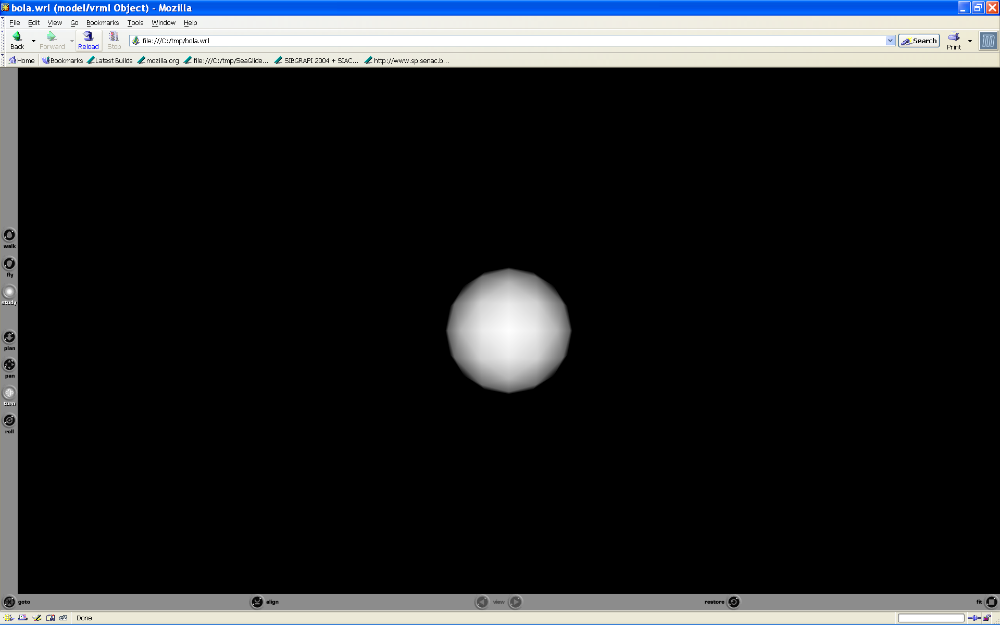 bola.wrl (model/vrml Object) - Mozilla
File Edit View Go Bookmarks Tools Window Help
Back Forward Reload Stop file:///C:/tmp/bola.wrl Search Print
Home Bookmarks Latest Builds mozilla.org file:///C:/tmp/SeaGlide... SIBGRAPI 2004 + SIAC... http://www.sp.senac.b...
walk
fly
study
plan
pan
turn
roll
goto align view restore fit
Done